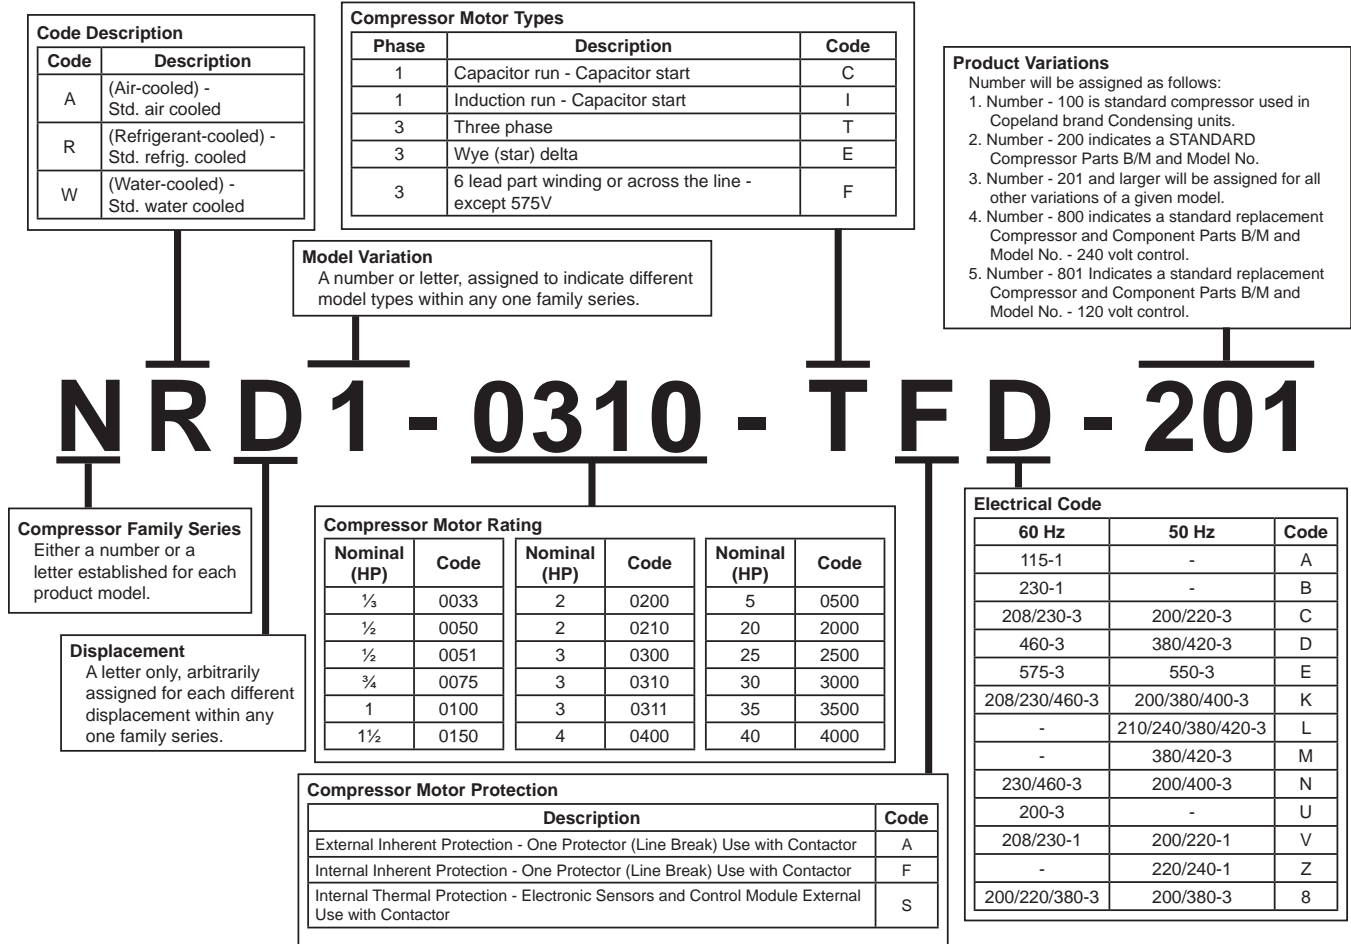 Code Description
Code Description
A (Air-cooled) -
Std. air cooled
R (Refrigerant-cooled) -
Std. refrig. cooled
W (Water-cooled) -
Std. water cooled
Compressor Motor Types
Phase Description Code
1 Capacitor run - Capacitor start C
1 Induction run - Capacitor start I
3 Three phase T
3 Wye (star) delta E
3 6 lead part winding or across the line - F
except 575V
Product Variations
Number will be assigned as follows:
1. Number - 100 is standard compressor used in
Copeland brand Condensing units.
2. Number - 200 indicates a STANDARD
Compressor Parts B/M and Model No.
3. Number - 201 and larger will be assigned for all
other variations of a given model.
4. Number - 800 indicates a standard replacement
Compressor and Component Parts B/M and
Model No. - 240 volt control.
5. Number - 801 Indicates a standard replacement
Compressor and Component Parts B/M and
Model No. - 120 volt control.
Model Variation
A number or letter, assigned to indicate different
model types within any one family series.
NRD1-0310-TFD-201
Compressor Family Series
Either a number or a
letter established for each
product model.
Displacement
A letter only, arbitrarily
assigned for each different
displacement within any
one family series.
Compressor Motor Rating
Nominal (HP) Code Nominal (HP) Code Nominal (HP) Code
⅓ 0033 2 0200 5 0500
½ 0050 2 0210 20 2000
½ 0051 3 0300 25 2500
¾ 0075 3 0310 30 3000
1 0100 3 0311 35 3500
1½ 0150 4 0400 40 4000
Compressor Motor Protection
Description Code
External Inherent Protection - One Protector (Line Break) Use with Contactor A
Internal Inherent Protection - One Protector (Line Break) Use with Contactor F
Internal Thermal Protection - Electronic Sensors and Control Module External S
Use with Contactor
Electrical Code
60 Hz 50 Hz Code
115-1 - A
230-1 - B
208/230-3 200/220-3 C
460-3 380/420-3 D
575-3 550-3 E
208/230/460-3 200/380/400-3 K
- 210/240/380/420-3 L
- 380/420-3 M
230/460-3 200/400-3 N
200-3 - U
208/230-1 200/220-1 V
- 220/240-1 Z
200/220/380-3 200/380-3 8